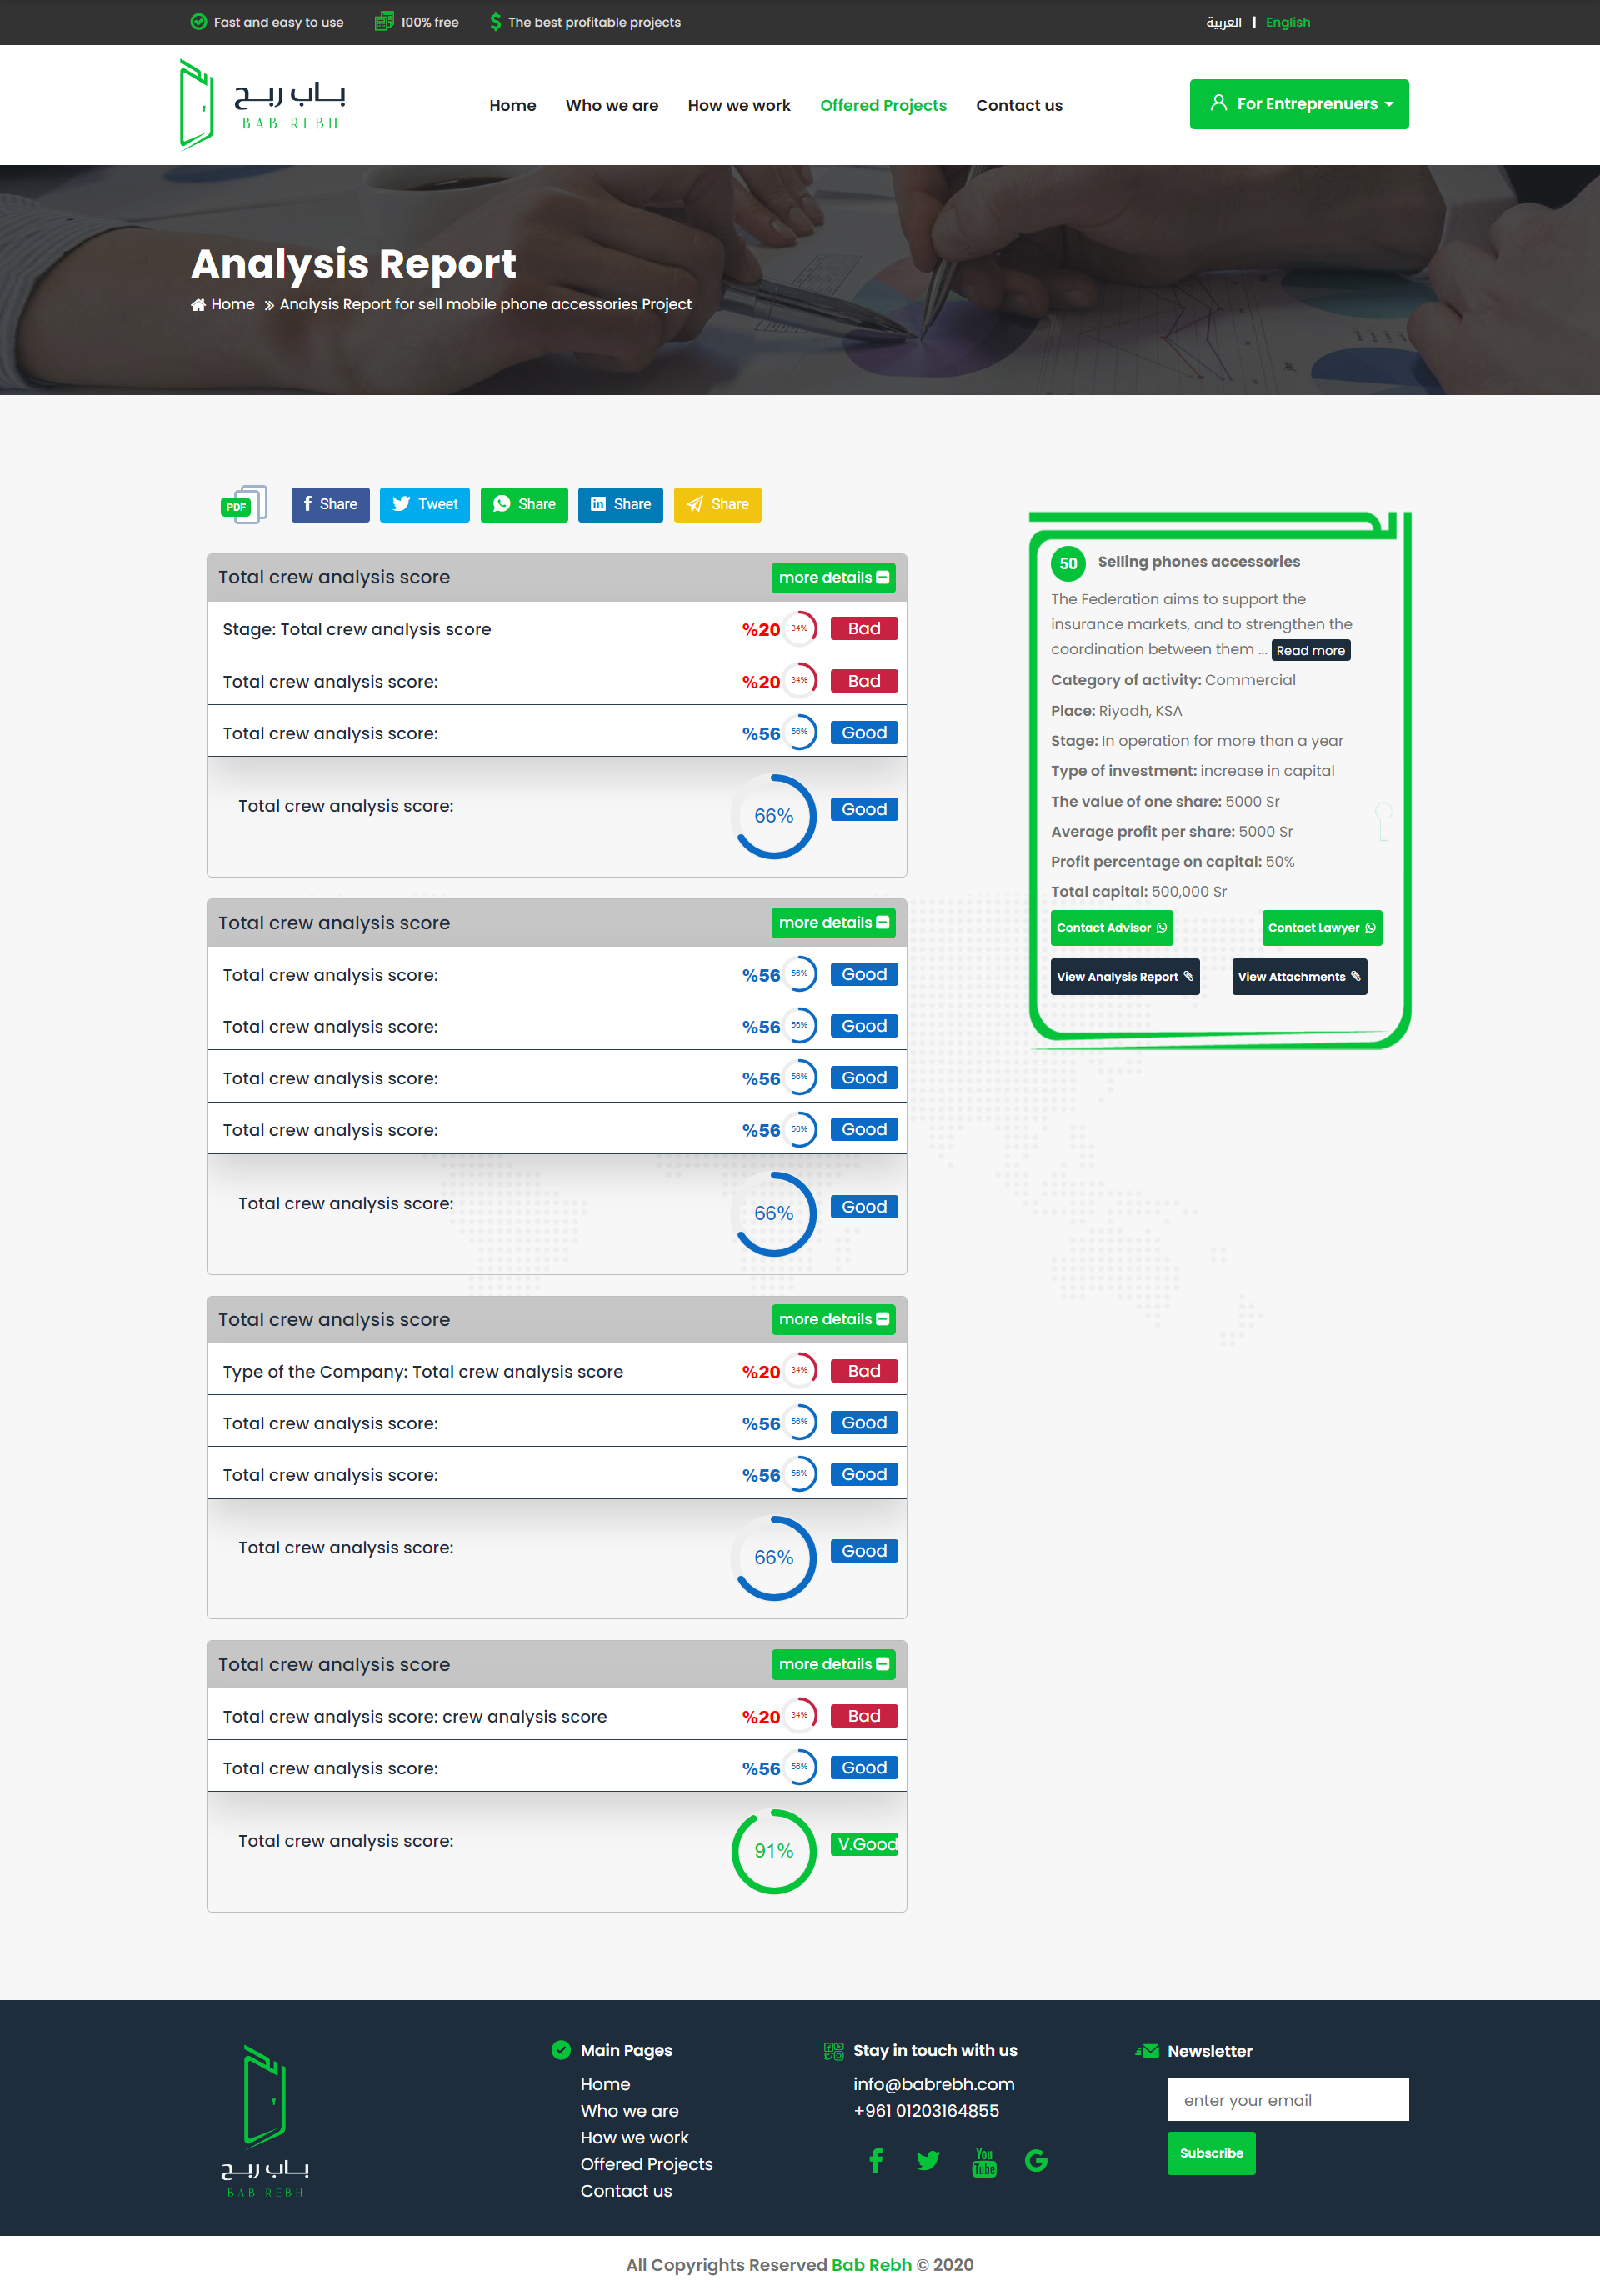 Fast and easy to use
100% free
The best profitable projects
العربية | English
باب ربح
BAB REBH
Home
Who we are
How we work
Offered Projects
Contact us
For Entreprenuers
Analysis Report
Home » Analysis Report for sell mobile phone accessories Project
PDF
Share
Tweet
Share
Share
Share
Total crew analysis score
more details
Stage: Total crew analysis score %20 34% Bad
Total crew analysis score: %20 34% Bad
Total crew analysis score: %56 56% Good
Total crew analysis score: 66% Good
Total crew analysis score
more details
Total crew analysis score: %56 56% Good
Total crew analysis score: %56 56% Good
Total crew analysis score: %56 56% Good
Total crew analysis score: %56 56% Good
Total crew analysis score: 66% Good
Total crew analysis score
more details
Type of the Company: Total crew analysis score %20 34% Bad
Total crew analysis score: %56 56% Good
Total crew analysis score: %56 56% Good
Total crew analysis score: 66% Good
Total crew analysis score
more details
Total crew analysis score: crew analysis score %20 34% Bad
Total crew analysis score: %56 56% Good
Total crew analysis score: 91% V.Good
50 Selling phones accessories
The Federation aims to support the
insurance markets, and to strengthen the
coordination between them ... Read more
Category of activity: Commercial
Place: Riyadh, KSA
Stage: In operation for more than a year
Type of investment: increase in capital
The value of one share: 5000 Sr
Average profit per share: 5000 Sr
Profit percentage on capital: 50%
Total capital: 500,000 Sr
Contact Advisor
Contact Lawyer
View Analysis Report
View Attachments
باب ربح
BAB REBH
Main Pages
Home
Who we are
How we work
Offered Projects
Contact us
Stay in touch with us
info@babrebh.com
+961 01203164855
You
Tube
Newsletter
enter your email
Subscribe
All Copyrights Reserved Bab Rebh © 2020